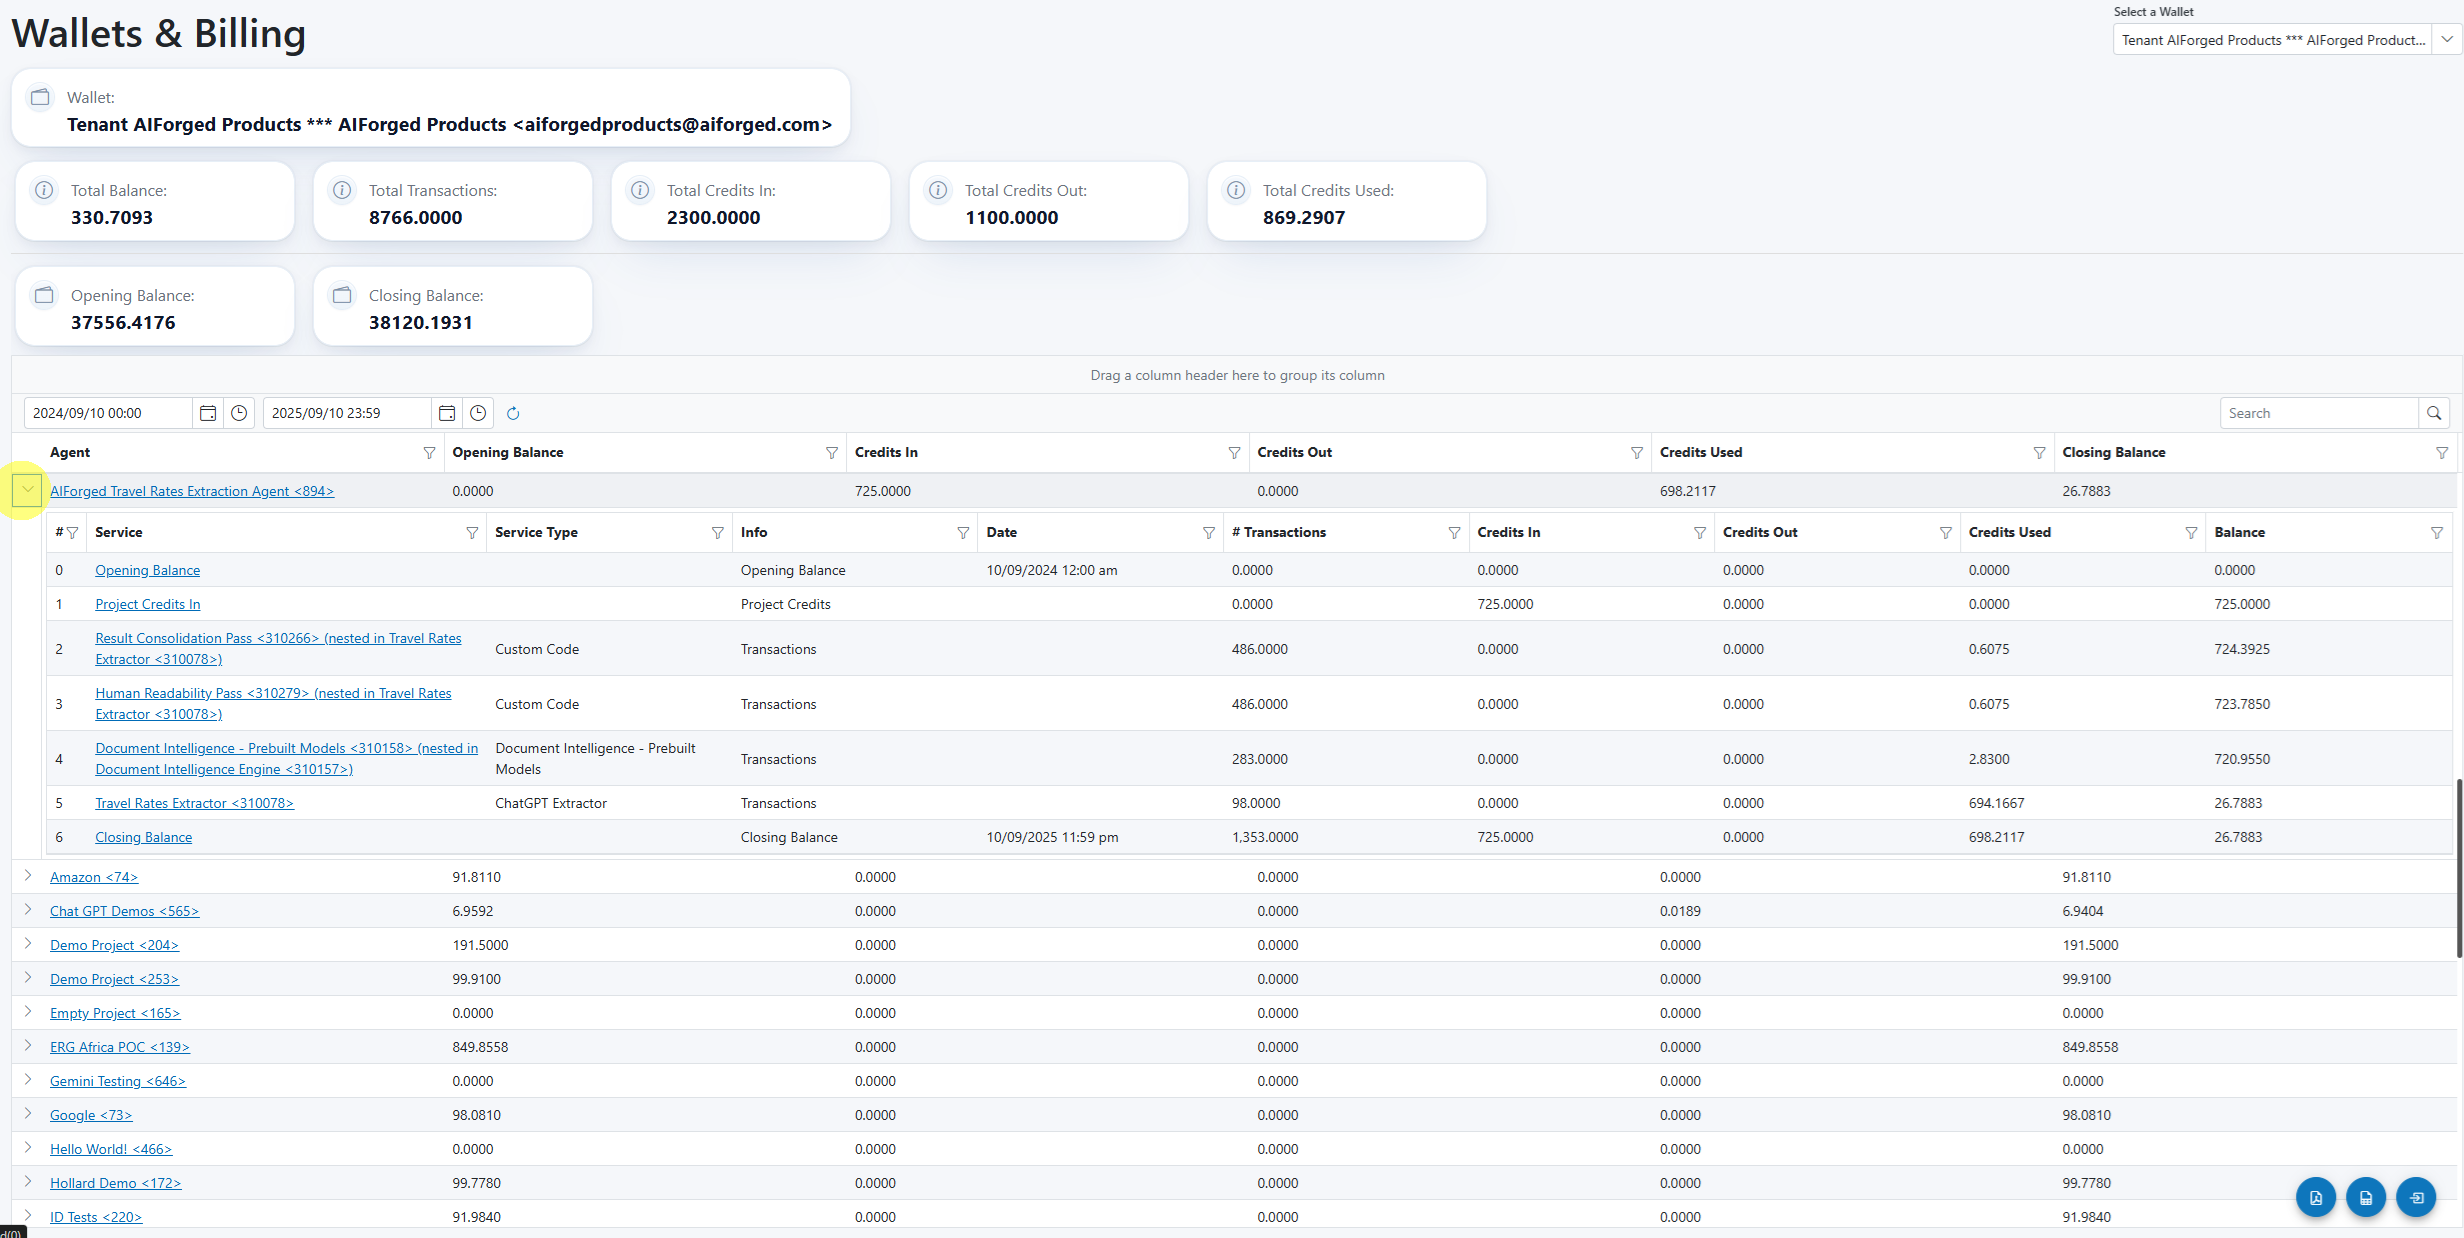 Wallets & Billing
Select a Wallet
Tenant AIForged Products *** AIForged Product...
Wallet:
Tenant AIForged Products *** AIForged Products <aiforgedproducts@aiforged.com>
Total Balance: Total Transactions: Total Credits In: Total Credits Out: Total Credits Used:
330.7093 8766.0000 2300.0000 1100.0000 869.2907
Opening Balance: Closing Balance:
37556.4176 38120.1931
Drag a column header here to group its column
2024/09/10 00:00 2025/09/10 23:59 Search
Agent Opening Balance Credits In Credits Out Credits Used Closing Balance
AIForged Travel Rates Extraction Agent <894> 0.0000 725.0000 0.0000 698.2117 26.7883
# Service Service Type Info Date # Transactions Credits In Credits Out Credits Used Balance
0 Opening Balance Opening Balance 10/09/2024 12:00 am 0.0000 0.0000 0.0000 0.0000 0.0000
1 Project Credits In Project Credits 0.0000 725.0000 0.0000 0.0000 725.0000
Result Consolidation Pass <310266> (nested in Travel Rates
2 Custom Code Transactions 486.0000 0.0000 0.0000 0.6075 724.3925
Extractor <310078>)
Human Readability Pass <310279> (nested in Travel Rates
3 Custom Code Transactions 486.0000 0.0000 0.0000 0.6075 723.7850
Extractor <310078>)
Document Intelligence - Prebuilt Models <310158> (nested in Document Intelligence - Prebuilt
4 Transactions 283.0000 0.0000 0.0000 2.8300 720.9550
Document Intelligence Engine <310157>) Models
5 Travel Rates Extractor <310078> ChatGPT Extractor Transactions 98.0000 0.0000 0.0000 694.1667 26.7883
6 Closing Balance Closing Balance 10/09/2025 11:59 pm 1,353.0000 725.0000 0.0000 698.2117 26.7883
Amazon <74> 91.8110 0.0000 0.0000 0.0000 91.8110
Chat GPT Demos <565> 6.9592 0.0000 0.0000 0.0189 6.9404
Demo Project <204> 191.5000 0.0000 0.0000 0.0000 191.5000
Demo Project <253> 99.9100 0.0000 0.0000 0.0000 99.9100
Empty Project <165> 0.0000 0.0000 0.0000 0.0000 0.0000
ERG Africa POC <139> 849.8558 0.0000 0.0000 0.0000 849.8558
Gemini Testing <646> 0.0000 0.0000 0.0000 0.0000 0.0000
Google <73> 98.0810 0.0000 0.0000 0.0000 98.0810
Hello World! <466> 0.0000 0.0000 0.0000 0.0000 0.0000
Hollard Demo <172> 99.7780 0.0000 0.0000 0.0000 99.7780
ID Tests <220> 91.9840 0.0000 0.0000 0.0000 91.9840